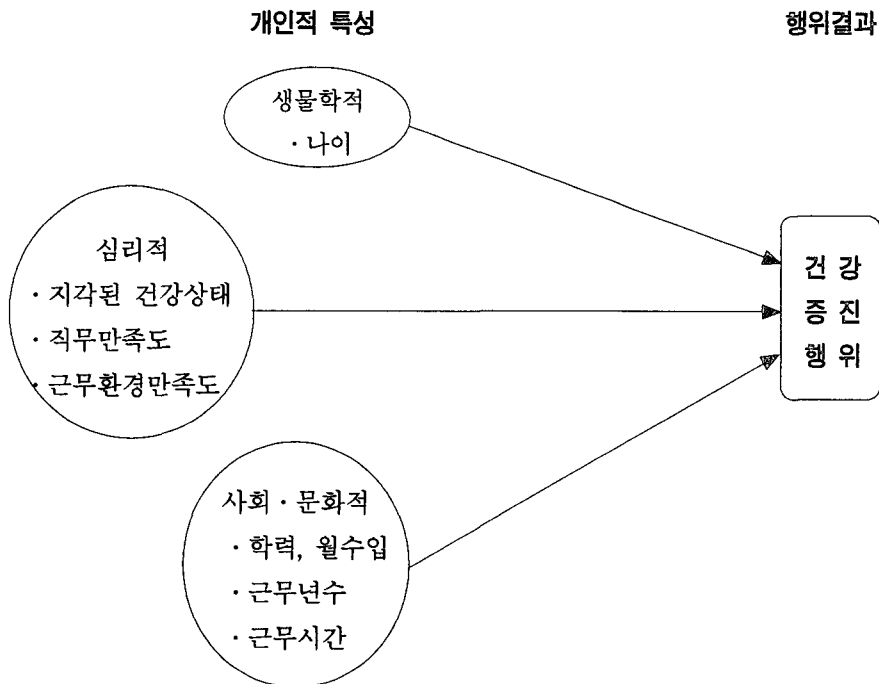 개인적 특성
행위결과
생물학적
· 나이
심리적
· 지각된 건강상태
· 직무만족도
· 근무환경만족도
사회 · 문화적
· 학력, 월수입
· 근무년수
· 근무시간
건 강
증 진
행 위